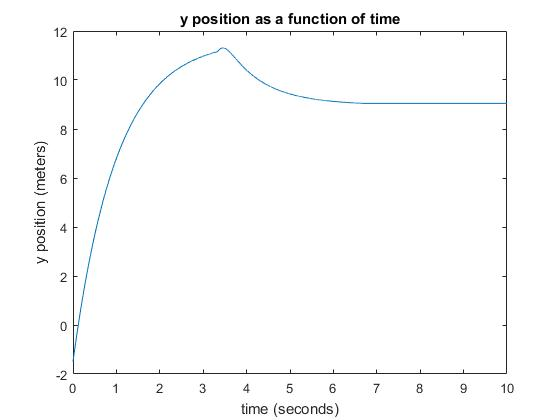 y position as a function of time
12
10
8
6
4
2
0
-2
y position (meters)
0 1 2 3 4 5 6 7 8 9 10
time (seconds)